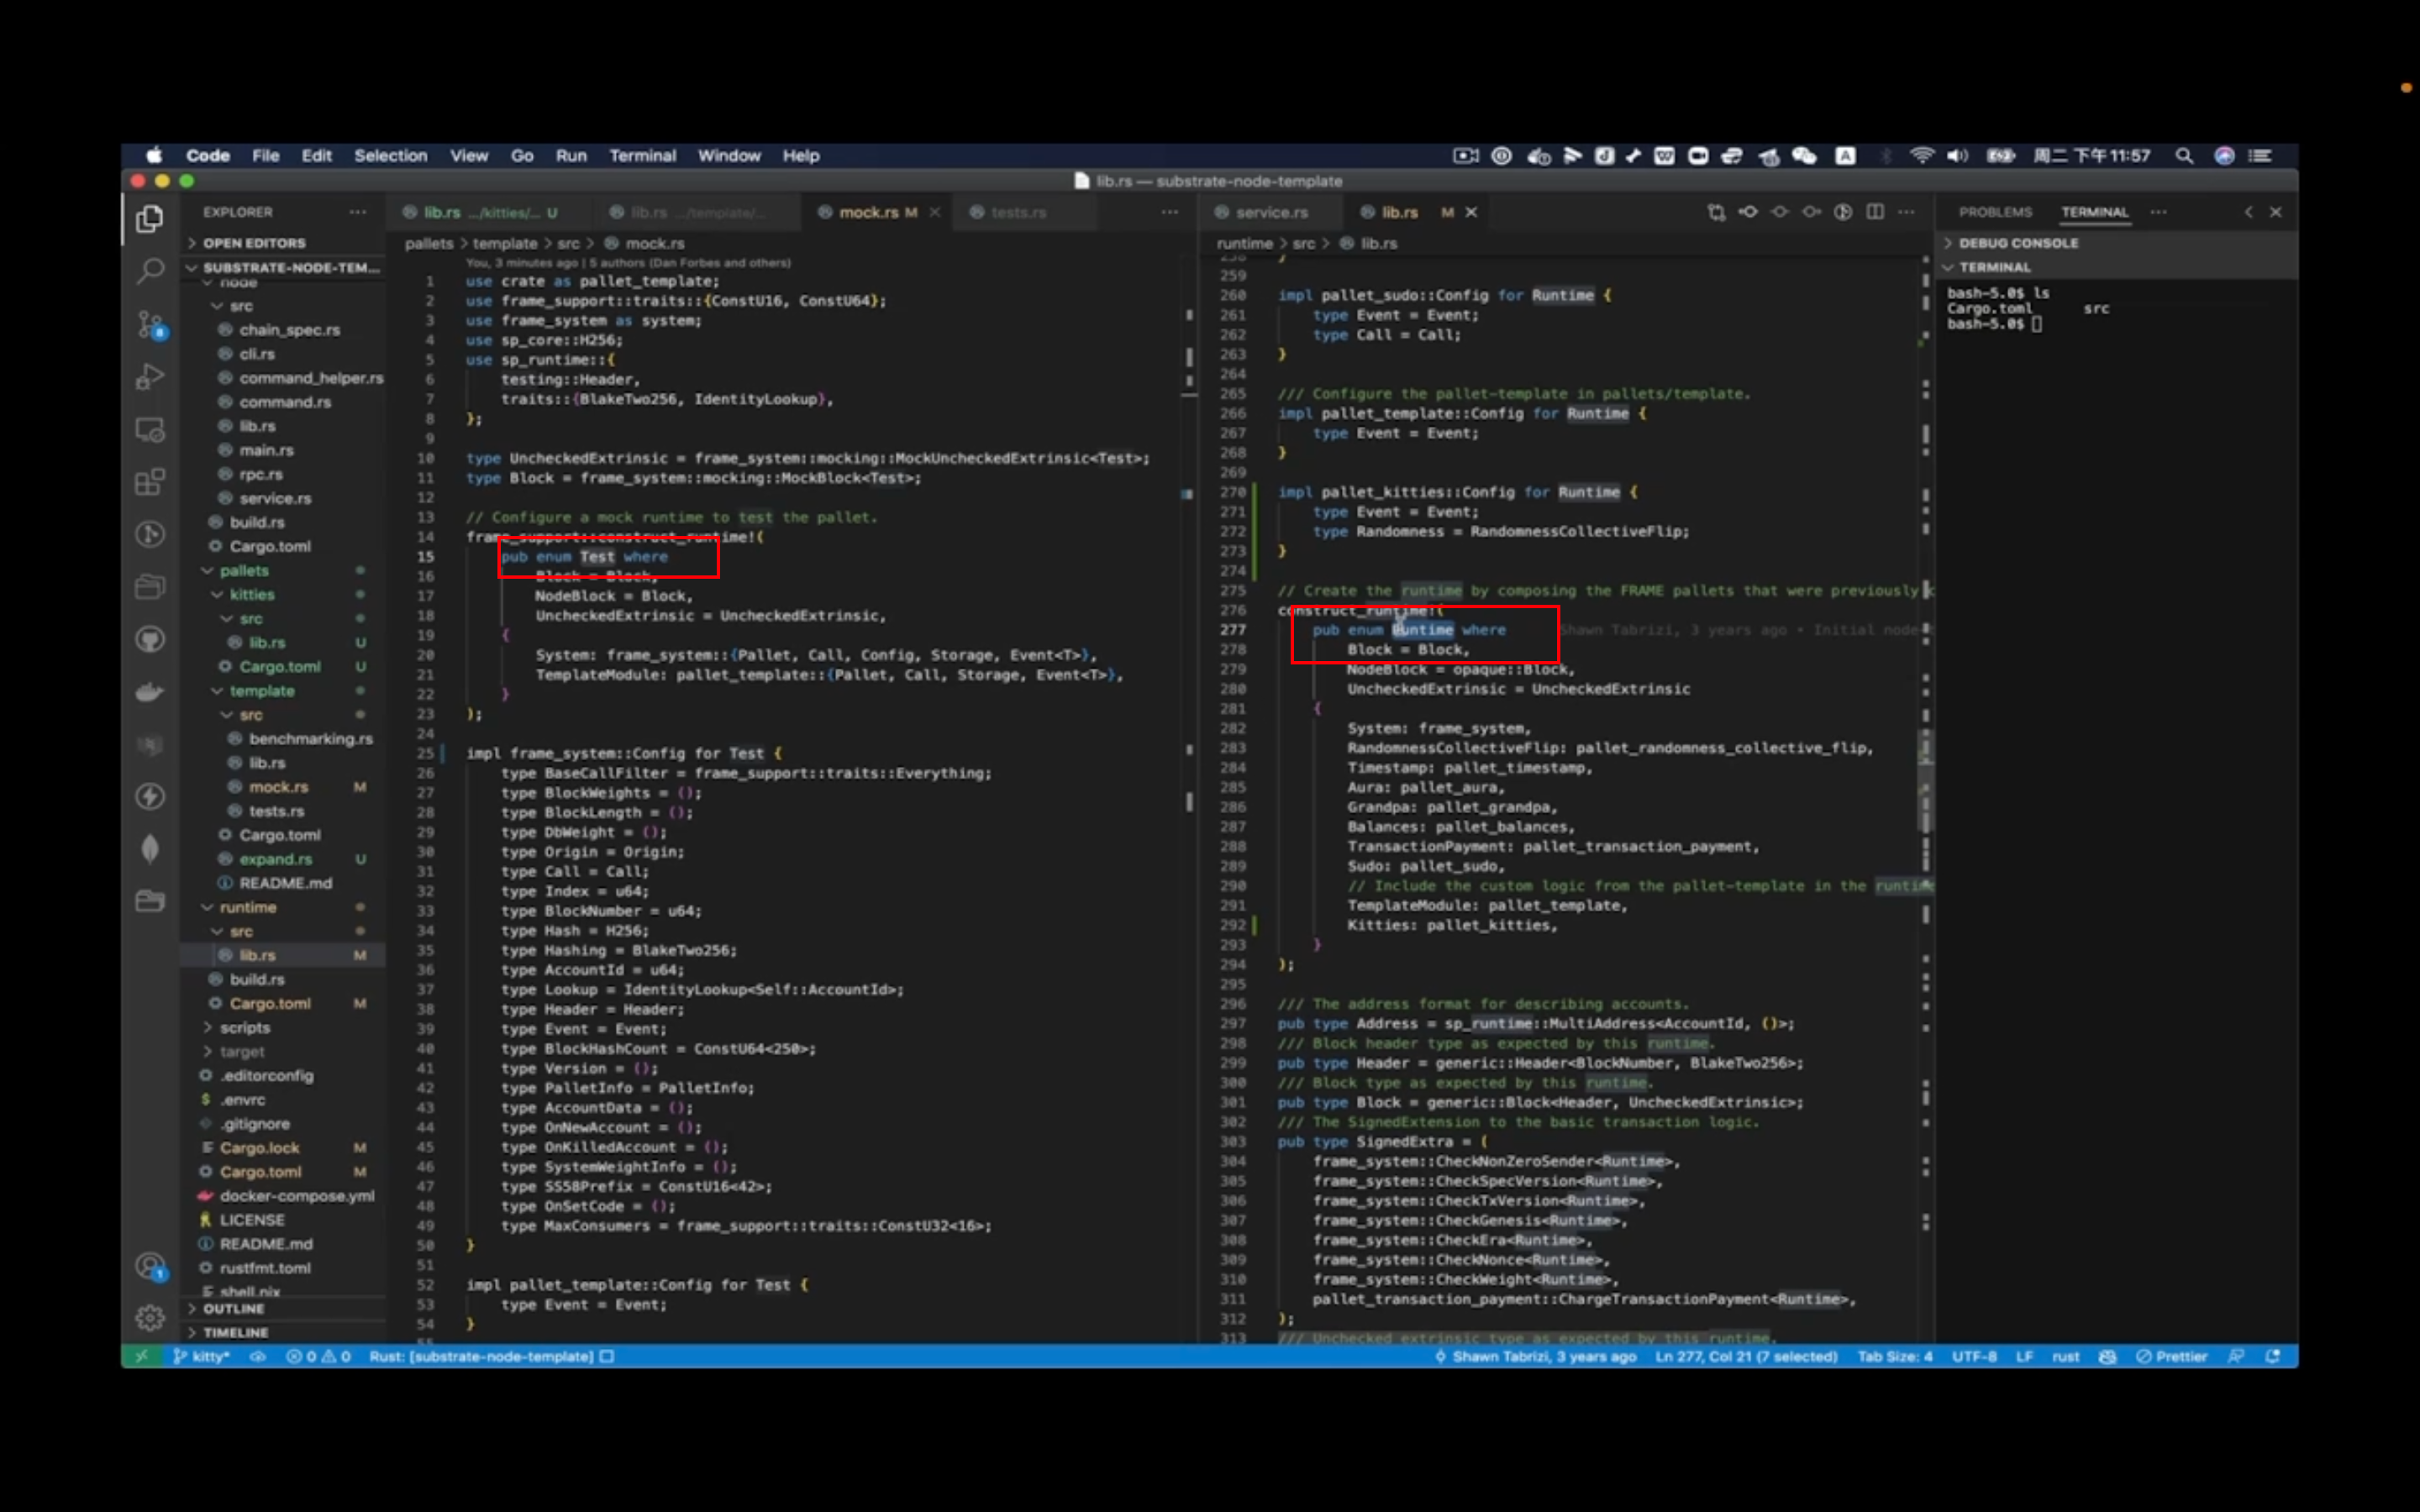 Code File Edit Selection View Go Run Terminal Window Help
周二 下午11:57
lib.rs — substrate-node-template
EXPLORER
OPEN EDITORS
SUBSTRATE-NODE-TEM...
node
src
chain_spec.rs
cli.rs
command_helper.rs
command.rs
lib.rs
main.rs
rpc.rs
service.rs
build.rs
Cargo.toml
pallets
kitties
src
lib.rs U
Cargo.toml U
template
src
benchmarking.rs
lib.rs
mock.rs M
tests.rs
Cargo.toml
expand.rs U
README.md
runtime
src
lib.rs M
build.rs
Cargo.toml M
scripts
target
.editorconfig
.envrc
.gitignore
Cargo.lock M
Cargo.toml M
docker-compose.yml
LICENSE
README.md
rustfmt.toml
shell.nix
OUTLINE
TIMELINE
lib.rs .../kitties/... U lib.rs .../template/... mock.rs M tests.rs
pallets > template > src > mock.rs
You, 3 minutes ago | 5 authors (Dan Forbes and others)
1 use crate as pallet_template;
2 use frame_support::traits::{ConstU16, ConstU64};
3 use frame_system as system;
4 use sp_core::H256;
5 use sp_runtime::{
6 testing::Header,
7 traits::{BlakeTwo256, IdentityLookup},
8 };
9
10 type UncheckedExtrinsic = frame_system::mocking::MockUncheckedExtrinsic<Test>;
11 type Block = frame_system::mocking::MockBlock<Test>;
12
13 // Configure a mock runtime to test the pallet.
14 frame_support::construct_runtime!(
15 pub enum Test where
16 Block = Block,
17 NodeBlock = Block,
18 UncheckedExtrinsic = UncheckedExtrinsic,
19 {
20 System: frame_system::{Pallet, Call, Config, Storage, Event<T>},
21 TemplateModule: pallet_template::{Pallet, Call, Storage, Event<T>},
22 }
23 );
24
25 impl frame_system::Config for Test {
26 type BaseCallFilter = frame_support::traits::Everything;
27 type BlockWeights = ();
28 type BlockLength = ();
29 type DbWeight = ();
30 type Origin = Origin;
31 type Call = Call;
32 type Index = u64;
33 type BlockNumber = u64;
34 type Hash = H256;
35 type Hashing = BlakeTwo256;
36 type AccountId = u64;
37 type Lookup = IdentityLookup<Self::AccountId>;
38 type Header = Header;
39 type Event = Event;
40 type BlockHashCount = ConstU64<250>;
41 type Version = ();
42 type PalletInfo = PalletInfo;
43 type AccountData = ();
44 type OnNewAccount = ();
45 type OnKilledAccount = ();
46 type SystemWeightInfo = ();
47 type SS58Prefix = ConstU16<42>;
48 type OnSetCode = ();
49 type MaxConsumers = frame_support::traits::ConstU32<16>;
50 }
51
52 impl pallet_template::Config for Test {
53 type Event = Event;
54 }
55
service.rs lib.rs M
runtime > src > lib.rs
258 }
259
260 impl pallet_sudo::Config for Runtime {
261 type Event = Event;
262 type Call = Call;
263 }
264
265 /// Configure the pallet-template in pallets/template.
266 impl pallet_template::Config for Runtime {
267 type Event = Event;
268 }
269
270 impl pallet_kitties::Config for Runtime {
271 type Event = Event;
272 type Randomness = RandomnessCollectiveFlip;
273 }
274
275 // Create the runtime by composing the FRAME pallets that were previously c
276 construct_runtime!(
277 pub enum Runtime where Shawn Tabrizi, 3 years ago • Initial node-
278 Block = Block,
279 NodeBlock = opaque::Block,
280 UncheckedExtrinsic = UncheckedExtrinsic
281 {
282 System: frame_system,
283 RandomnessCollectiveFlip: pallet_randomness_collective_flip,
284 Timestamp: pallet_timestamp,
285 Aura: pallet_aura,
286 Grandpa: pallet_grandpa,
287 Balances: pallet_balances,
288 TransactionPayment: pallet_transaction_payment,
289 Sudo: pallet_sudo,
290 // Include the custom logic from the pallet-template in the runtime
291 TemplateModule: pallet_template,
292 Kitties: pallet_kitties,
293 }
294 );
295
296 /// The address format for describing accounts.
297 pub type Address = sp_runtime::MultiAddress<AccountId, ()>;
298 /// Block header type as expected by this runtime.
299 pub type Header = generic::Header<BlockNumber, BlakeTwo256>;
300 /// Block type as expected by this runtime.
301 pub type Block = generic::Block<Header, UncheckedExtrinsic>;
302 /// The SignedExtension to the basic transaction logic.
303 pub type SignedExtra = (
304 frame_system::CheckNonZeroSender<Runtime>,
305 frame_system::CheckSpecVersion<Runtime>,
306 frame_system::CheckTxVersion<Runtime>,
307 frame_system::CheckGenesis<Runtime>,
308 frame_system::CheckEra<Runtime>,
309 frame_system::CheckNonce<Runtime>,
310 frame_system::CheckWeight<Runtime>,
311 pallet_transaction_payment::ChargeTransactionPayment<Runtime>,
312 );
313 /// Unchecked extrinsic type as expected by this runtime.
PROBLEMS TERMINAL
DEBUG CONSOLE
TERMINAL
bash-5.0$ ls
Cargo.toml src
bash-5.0$
kitty* 0 0 Rust: [substrate-node-template] Shawn Tabrizi, 3 years ago Ln 277, Col 21 (7 selected) Tab Size: 4 UTF-8 LF rust Prettier